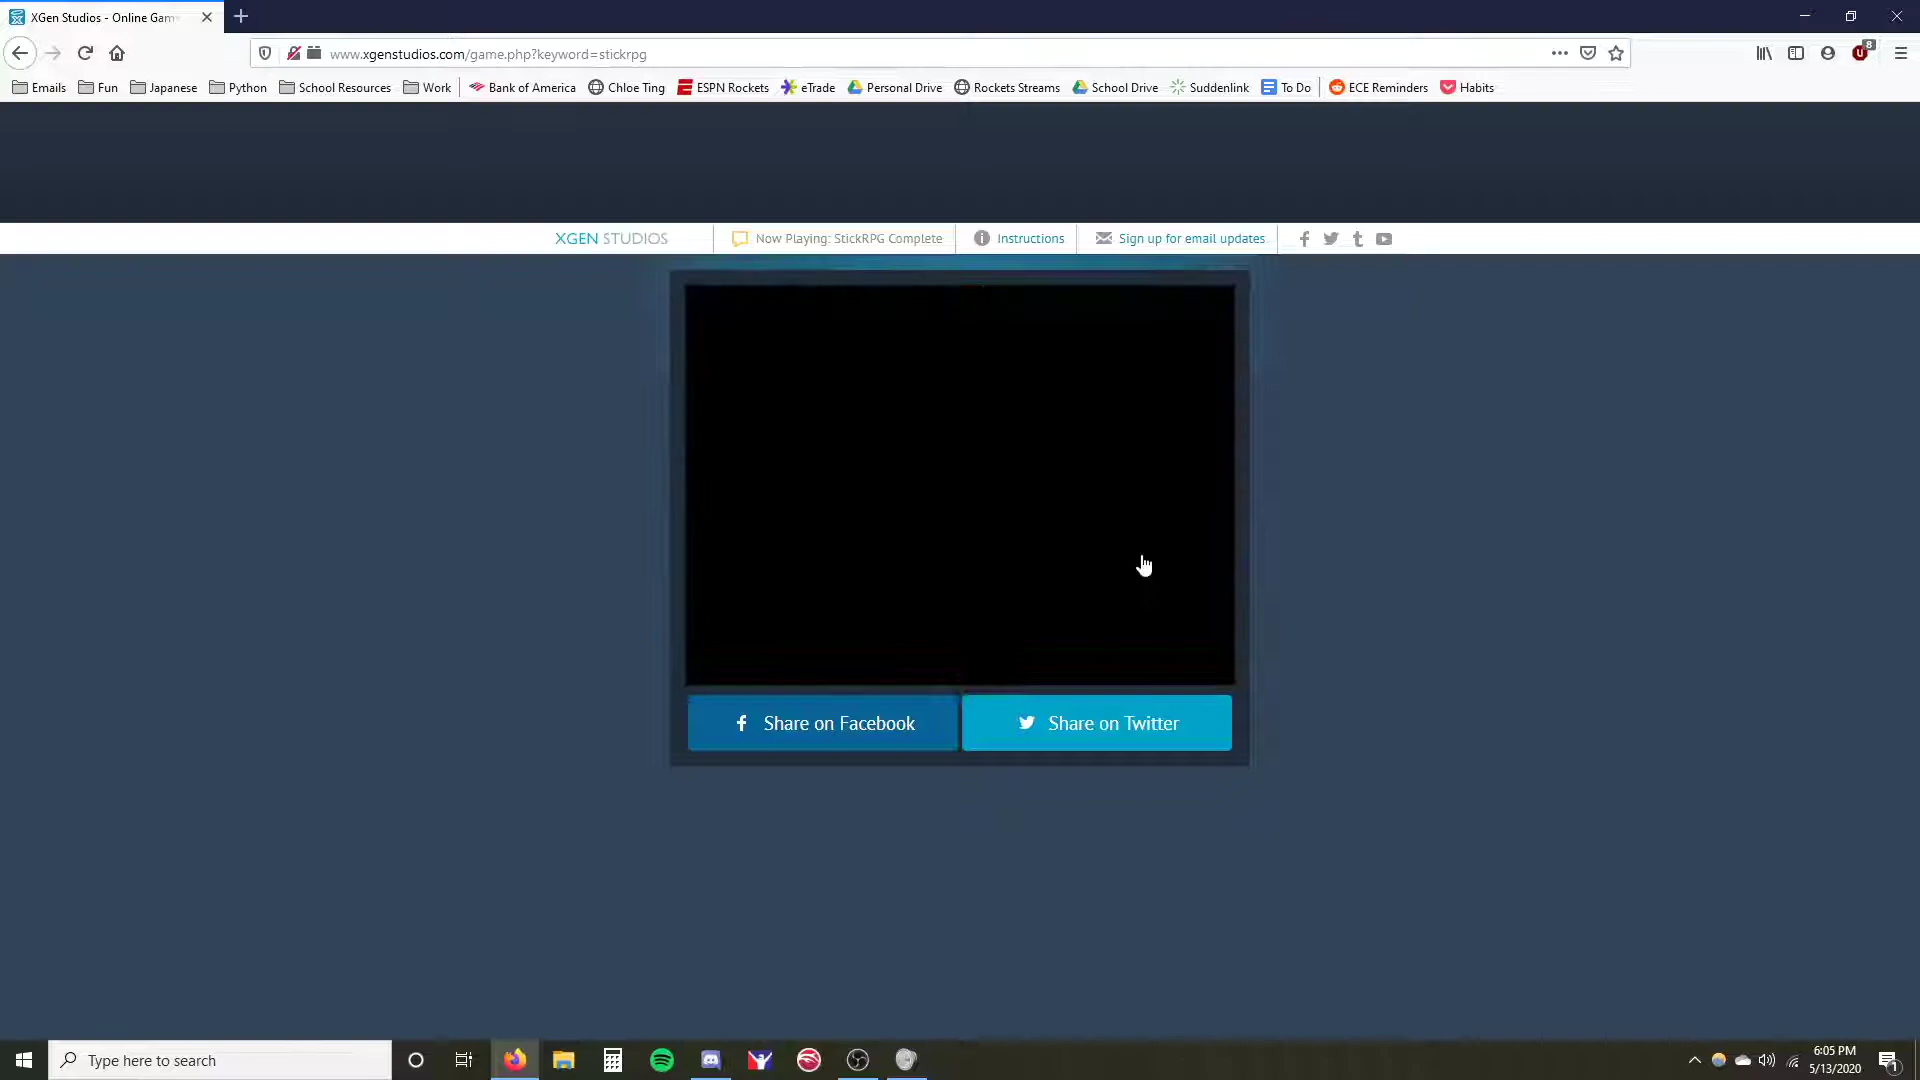 XGen Studios - Online Gam
www.xgenstudios.com/game.php?keyword=stickrpg
8
Emails Fun Japanese Python School Resources Work Bank of America Chloe Ting ESPN Rockets eTrade Personal Drive Rockets Streams School Drive Suddenlink To Do ECE Reminders Habits
XGEN STUDIOS Now Playing: StickRPG Complete Instructions Sign up for email updates
Share on Facebook Share on Twitter
Type here to search
6:05 PM
5/13/2020
1